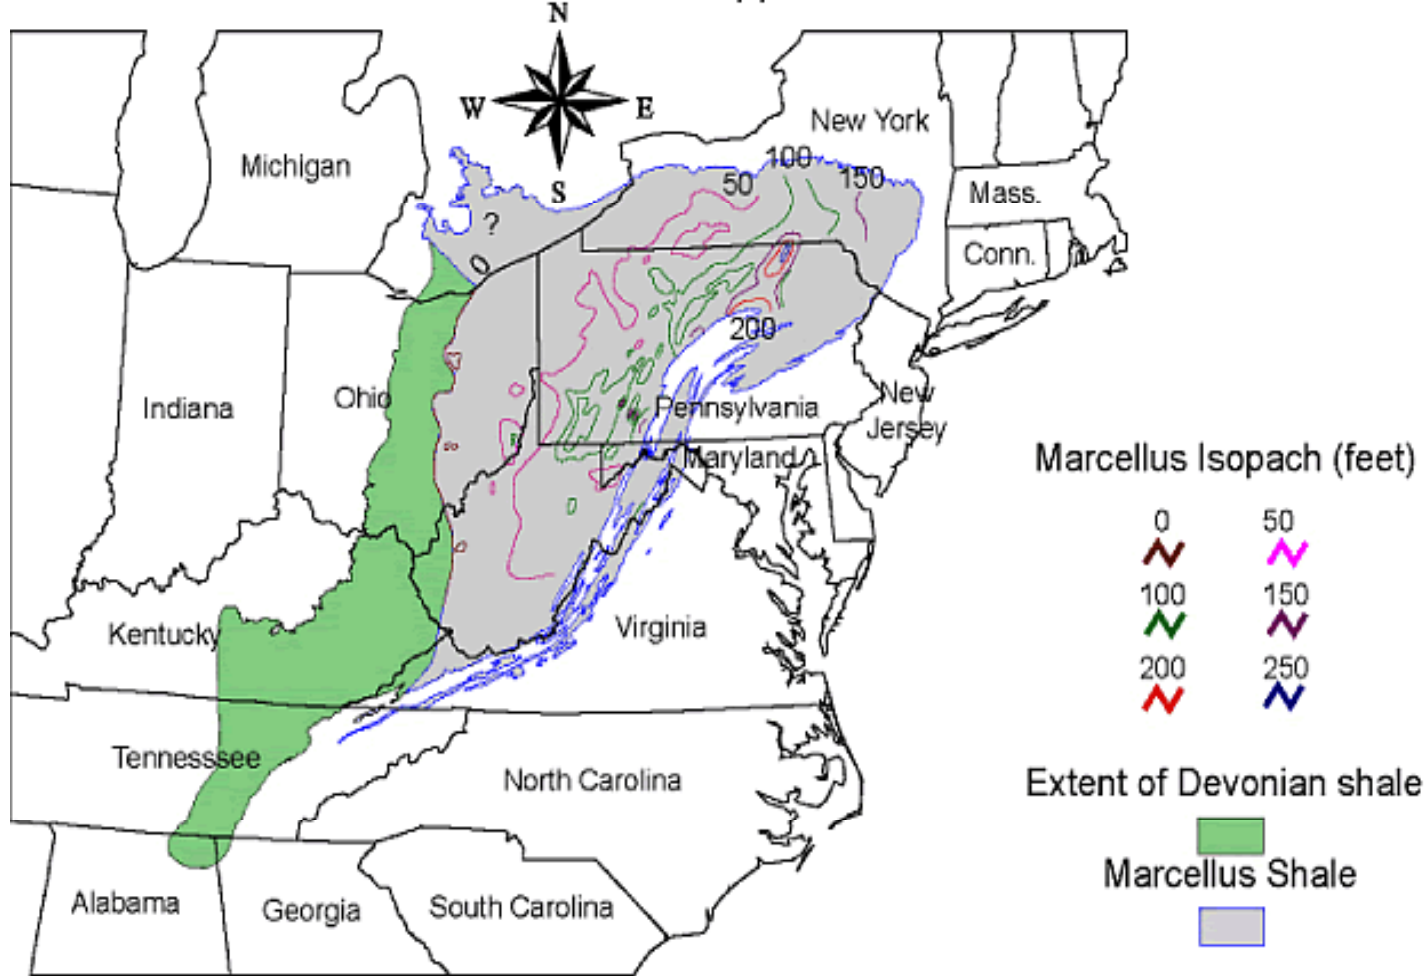 N
W
E
S
New York
Michigan
100
50
150
Mass.
?
Conn.
0
200
Indiana
Ohio
Pennsylvania
New
Jersey
Maryland
Marcellus Isopach (feet)
0 50
100 150
200 250
Kentucky
Virginia
Tennesssee
North Carolina
Extent of Devonian shale
Marcellus Shale
Alabama
Georgia
South Carolina